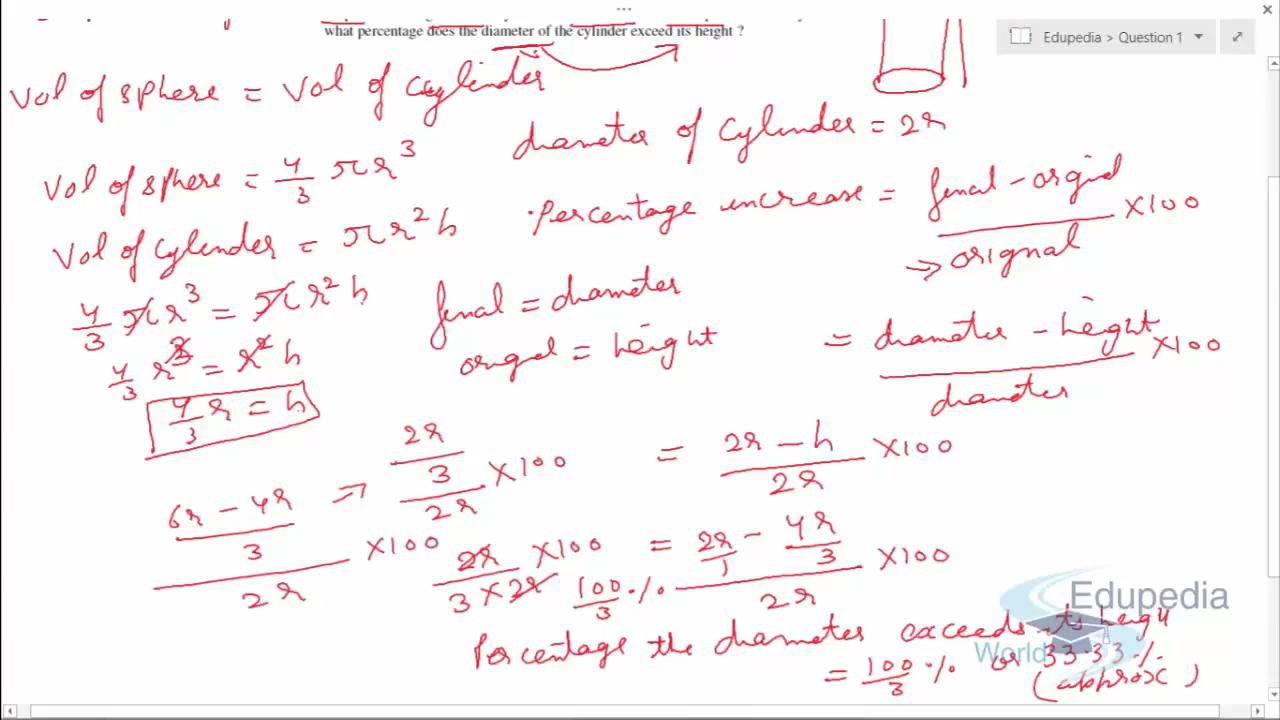 what percentage does the diameter of the cylinder exceed its height ?
Edupedia > Question 1
Vol of sphere = Vol of cylinder
diameter of cylinder = 2r
Vol of sphere = 4/3 πr³
Percentage increase = final - orginal / orignal × 100
Vol of cylinder = πr²h
4/3 πr³ = πr²h
final = diameter
orignal = height
= diameter - height / diameter × 100
4/3 r³ = r² h
4/3 r = h
6r - 4r / 3 / 2r × 100
⇒ 2r / 3 / 2r × 100
= 2r - h / 2r × 100
2r / 3 × 2r × 100
100/3 %
= 2r/1 - 4r/3 / 2r × 100
Edupedia
World
Percentage the diameter exceeds its
= 100/3 % or 33.33 %
(approx)